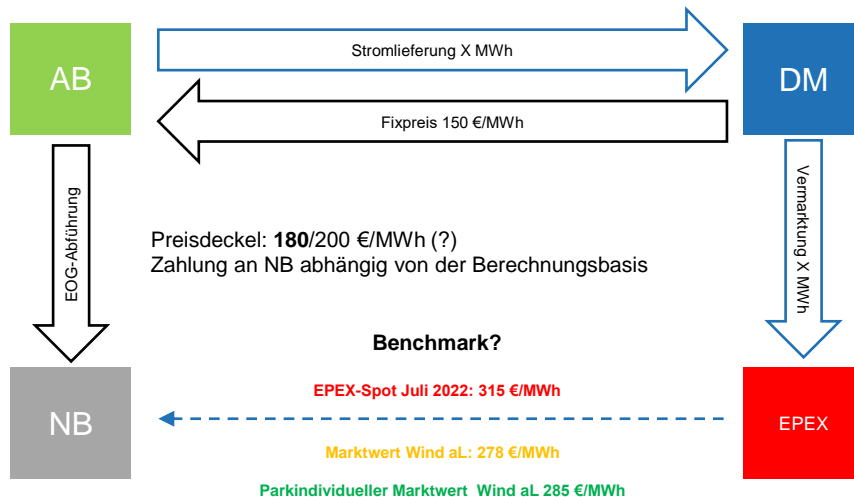 AB
Stromlieferung X MWh
DM
Fixpreis 150 €/MWh
EOG-Abführung
Vermarktung X MWh
Preisdeckel: 180/200 €/MWh (?)
Zahlung an NB abhängig von der Berechnungsbasis
Benchmark?
EPEX-Spot Juli 2022: 315 €/MWh
NB
EPEX
Marktwert Wind aL: 278 €/MWh
Parkindividueller Marktwert Wind aL 285 €/MWh